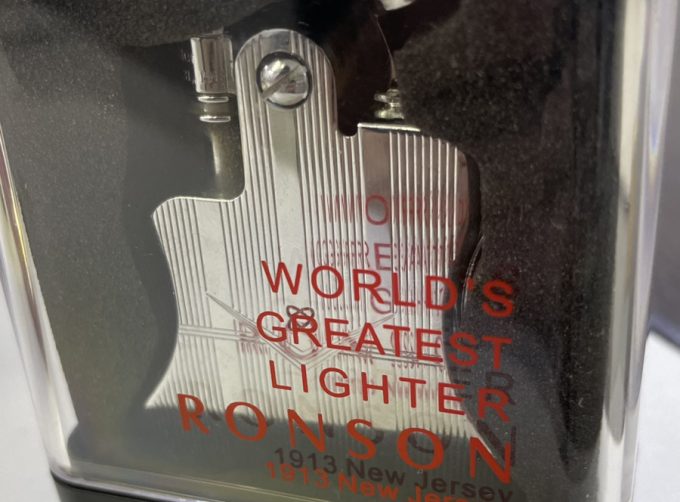 WORLD'S
GREATEST
LIGHTER
RONSON
1913 New Jersey